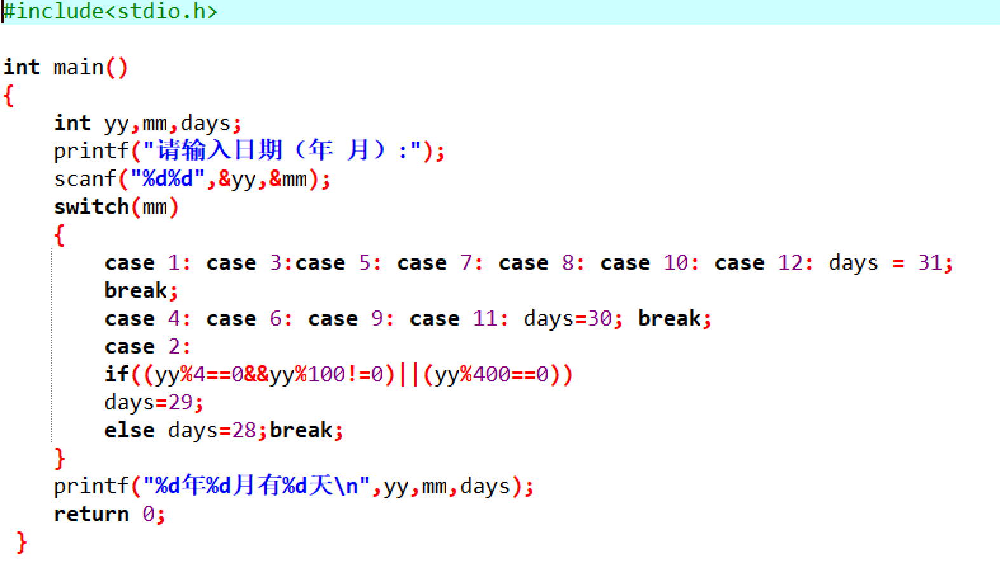 #include<stdio.h>
int main()
{
    int yy,mm,days;
    printf("请输入日期（年 月）:");
    scanf("%d%d",&yy,&mm);
    switch(mm)
    {
        case 1: case 3:case 5: case 7: case 8: case 10: case 12: days = 31;
        break;
        case 4: case 6: case 9: case 11: days=30; break;
        case 2:
        if((yy%4==0&&yy%100!=0)||(yy%400==0))
        days=29;
        else days=28;break;
    }
    printf("%d年%d月有%d天\n",yy,mm,days);
    return 0;
 }